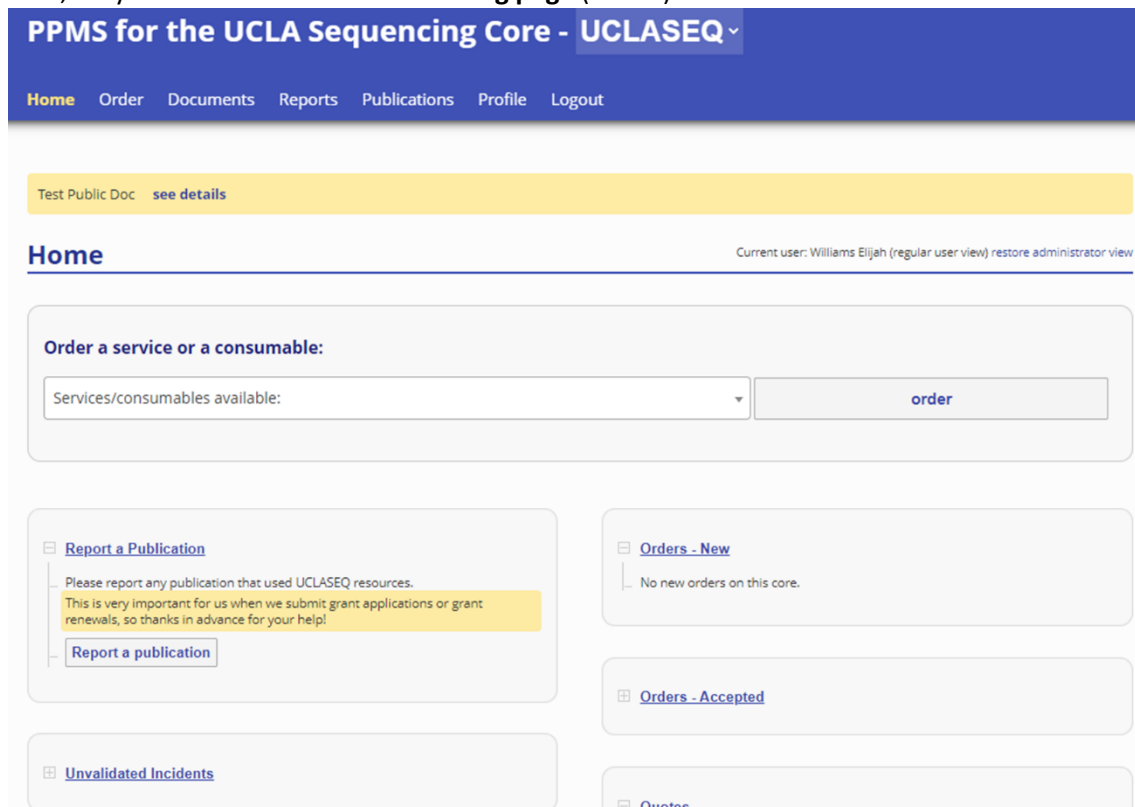 PPMS for the UCLA Sequencing Core - UCLASEQ
Home Order Documents Reports Publications Profile Logout
Test Public Doc see details
Home
Current user: Williams Elijah (regular user view) restore administrator view
Order a service or a consumable:
Services/consumables available:
order
Report a Publication
Please report any publication that used UCLASEQ resources.
This is very important for us when we submit grant applications or grant
renewals, so thanks in advance for your help!
Report a publication
Unvalidated Incidents
Orders - New
No new orders on this core.
Orders - Accepted
Quotes